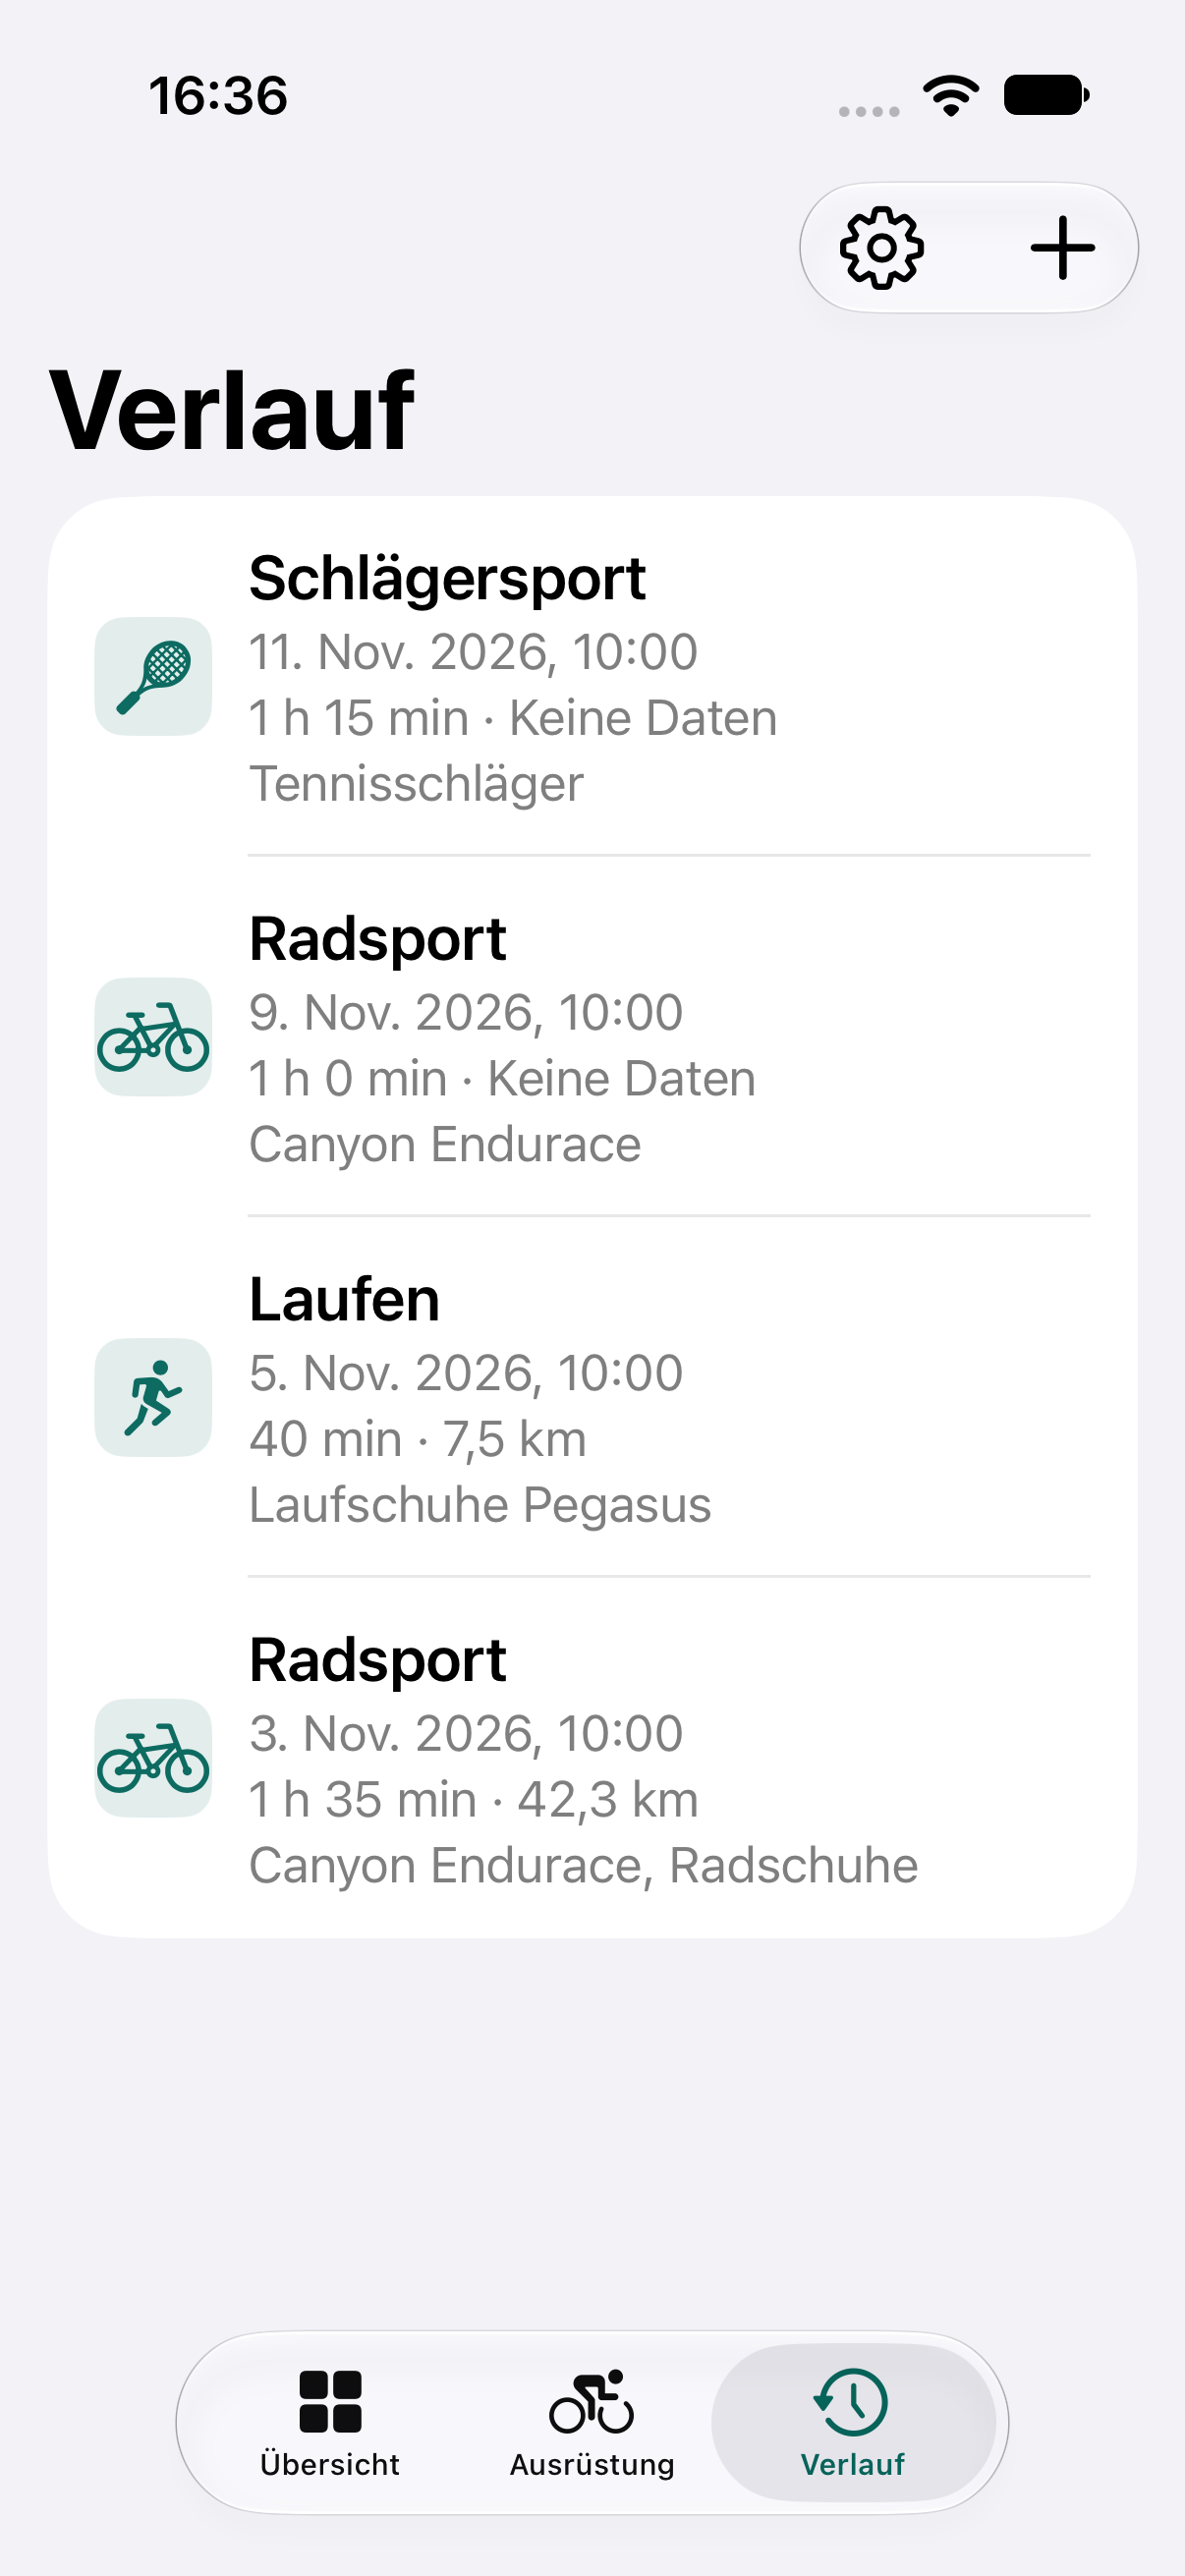 16:36
Verlauf
Schlägersport
11. Nov. 2026, 10:00
1 h 15 min · Keine Daten
Tennisschläger
Radsport
9. Nov. 2026, 10:00
1 h 0 min · Keine Daten
Canyon Endurace
Laufen
5. Nov. 2026, 10:00
40 min · 7,5 km
Laufschuhe Pegasus
Radsport
3. Nov. 2026, 10:00
1 h 35 min · 42,3 km
Canyon Endurace, Radschuhe
Übersicht
Ausrüstung
Verlauf